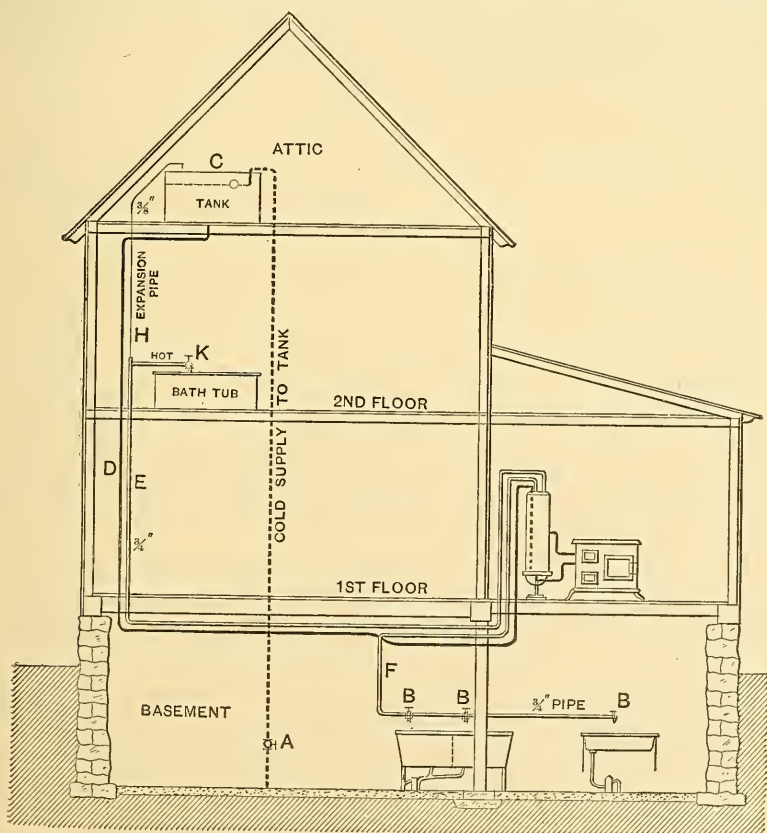 ATTIC
C
3/8"
TANK
EXPANSION
PIPE
H
HOT
K
BATH TUB
COLD SUPPLY TO TANK
2ND FLOOR
D
E
3/4"
1ST FLOOR
F
B
B
3/4" PIPE
B
BASEMENT
A